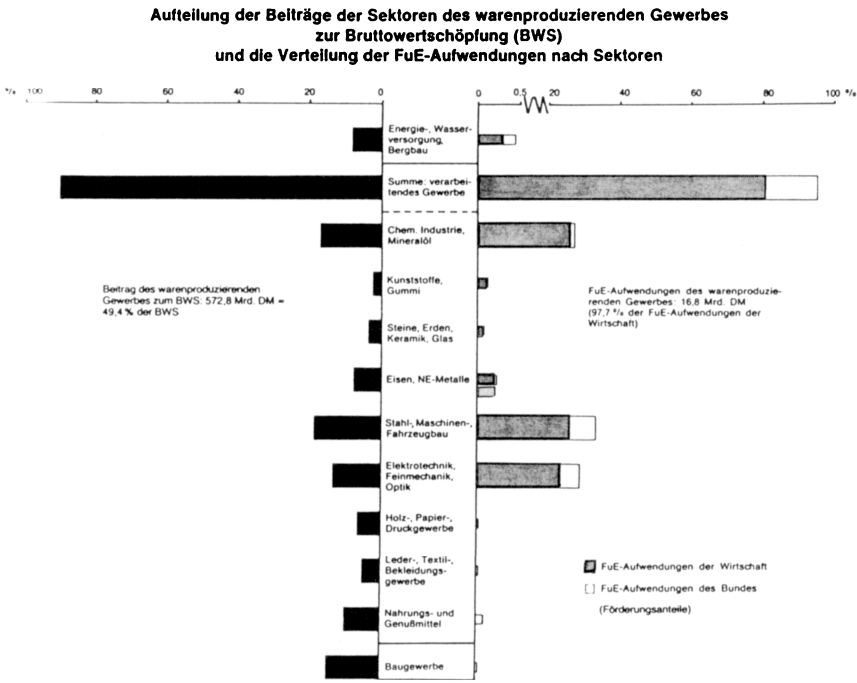 Aufteilung der Beiträge der Sektoren des warenproduzierenden Gewerbes
zur Bruttowertschöpfung (BWS)
und die Verteilung der FuE-Aufwendungen nach Sektoren
% 100 80 60 40 20 0 0 0,5 20 40 60 80 100 %
Energie-, Wasser-
versorgung,
Bergbau
Summe: verarbei-
tendes Gewerbe
Chem. Industrie,
Mineralöl
Beitrag des warenproduzierenden
Gewerbes zum BWS: 572,8 Mrd. DM =
49,4 % der BWS
Kunststoffe,
Gummi
FuE-Aufwendungen des warenproduzie-
renden Gewerbes: 16,8 Mrd. DM
(97,7 % der FuE-Aufwendungen der
Wirtschaft)
Steine, Erden,
Keramik, Glas
Eisen, NE-Metalle
Stahl-, Maschinen-,
Fahrzeugbau
Elektrotechnik,
Feinmechanik,
Optik
Holz-, Papier-,
Druckgewerbe
Leder-, Textil-,
Bekleidungs-
gewerbe
FuE-Aufwendungen der Wirtschaft
FuE-Aufwendungen des Bundes
(Förderungsanteile)
Nahrungs- und
Genußmittel
Baugewerbe